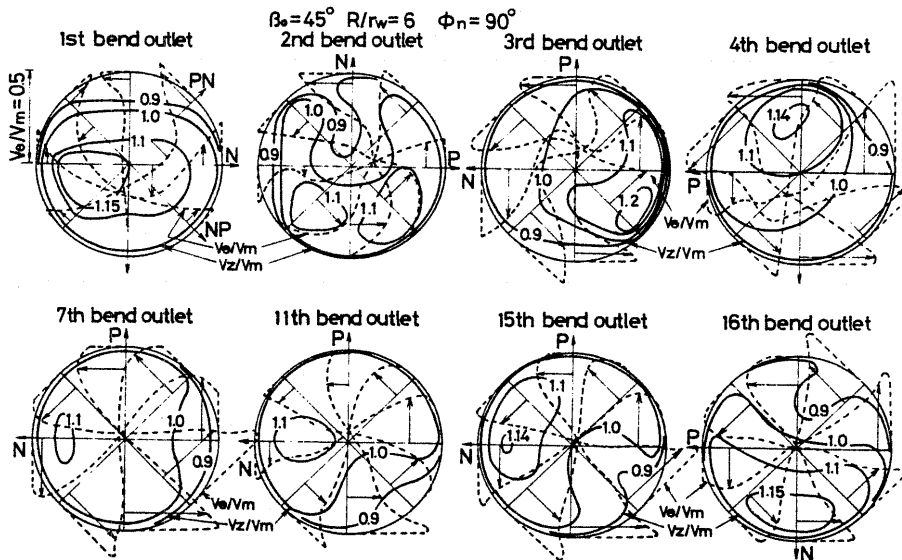 β₀=45° R/rw=6 Φn=90°
1st bend outlet
2nd bend outlet
3rd bend outlet
4th bend outlet
Vθ/Vm=0.5
PN
0.9
1.0
1.1
N
1.15
NP
N
1.0
0.9
0.9
P
1.1
1.1
Vθ/Vm
Vz/Vm
P
1.1
N
1.0
1.2
0.9
Vθ/Vm
Vz/Vm
1.14
1.1
0.9
P
1.0
N
7th bend outlet
11th bend outlet
15th bend outlet
16th bend outlet
P
1.1
1.0
N
0.9
Vθ/Vm
Vz/Vm
P
1.1
N
1.0
0.9
P
1.1
1.14
1.0
N
0.9
Vθ/Vm
Vz/Vm
0.9
P
1.0
1.1
1.15
N